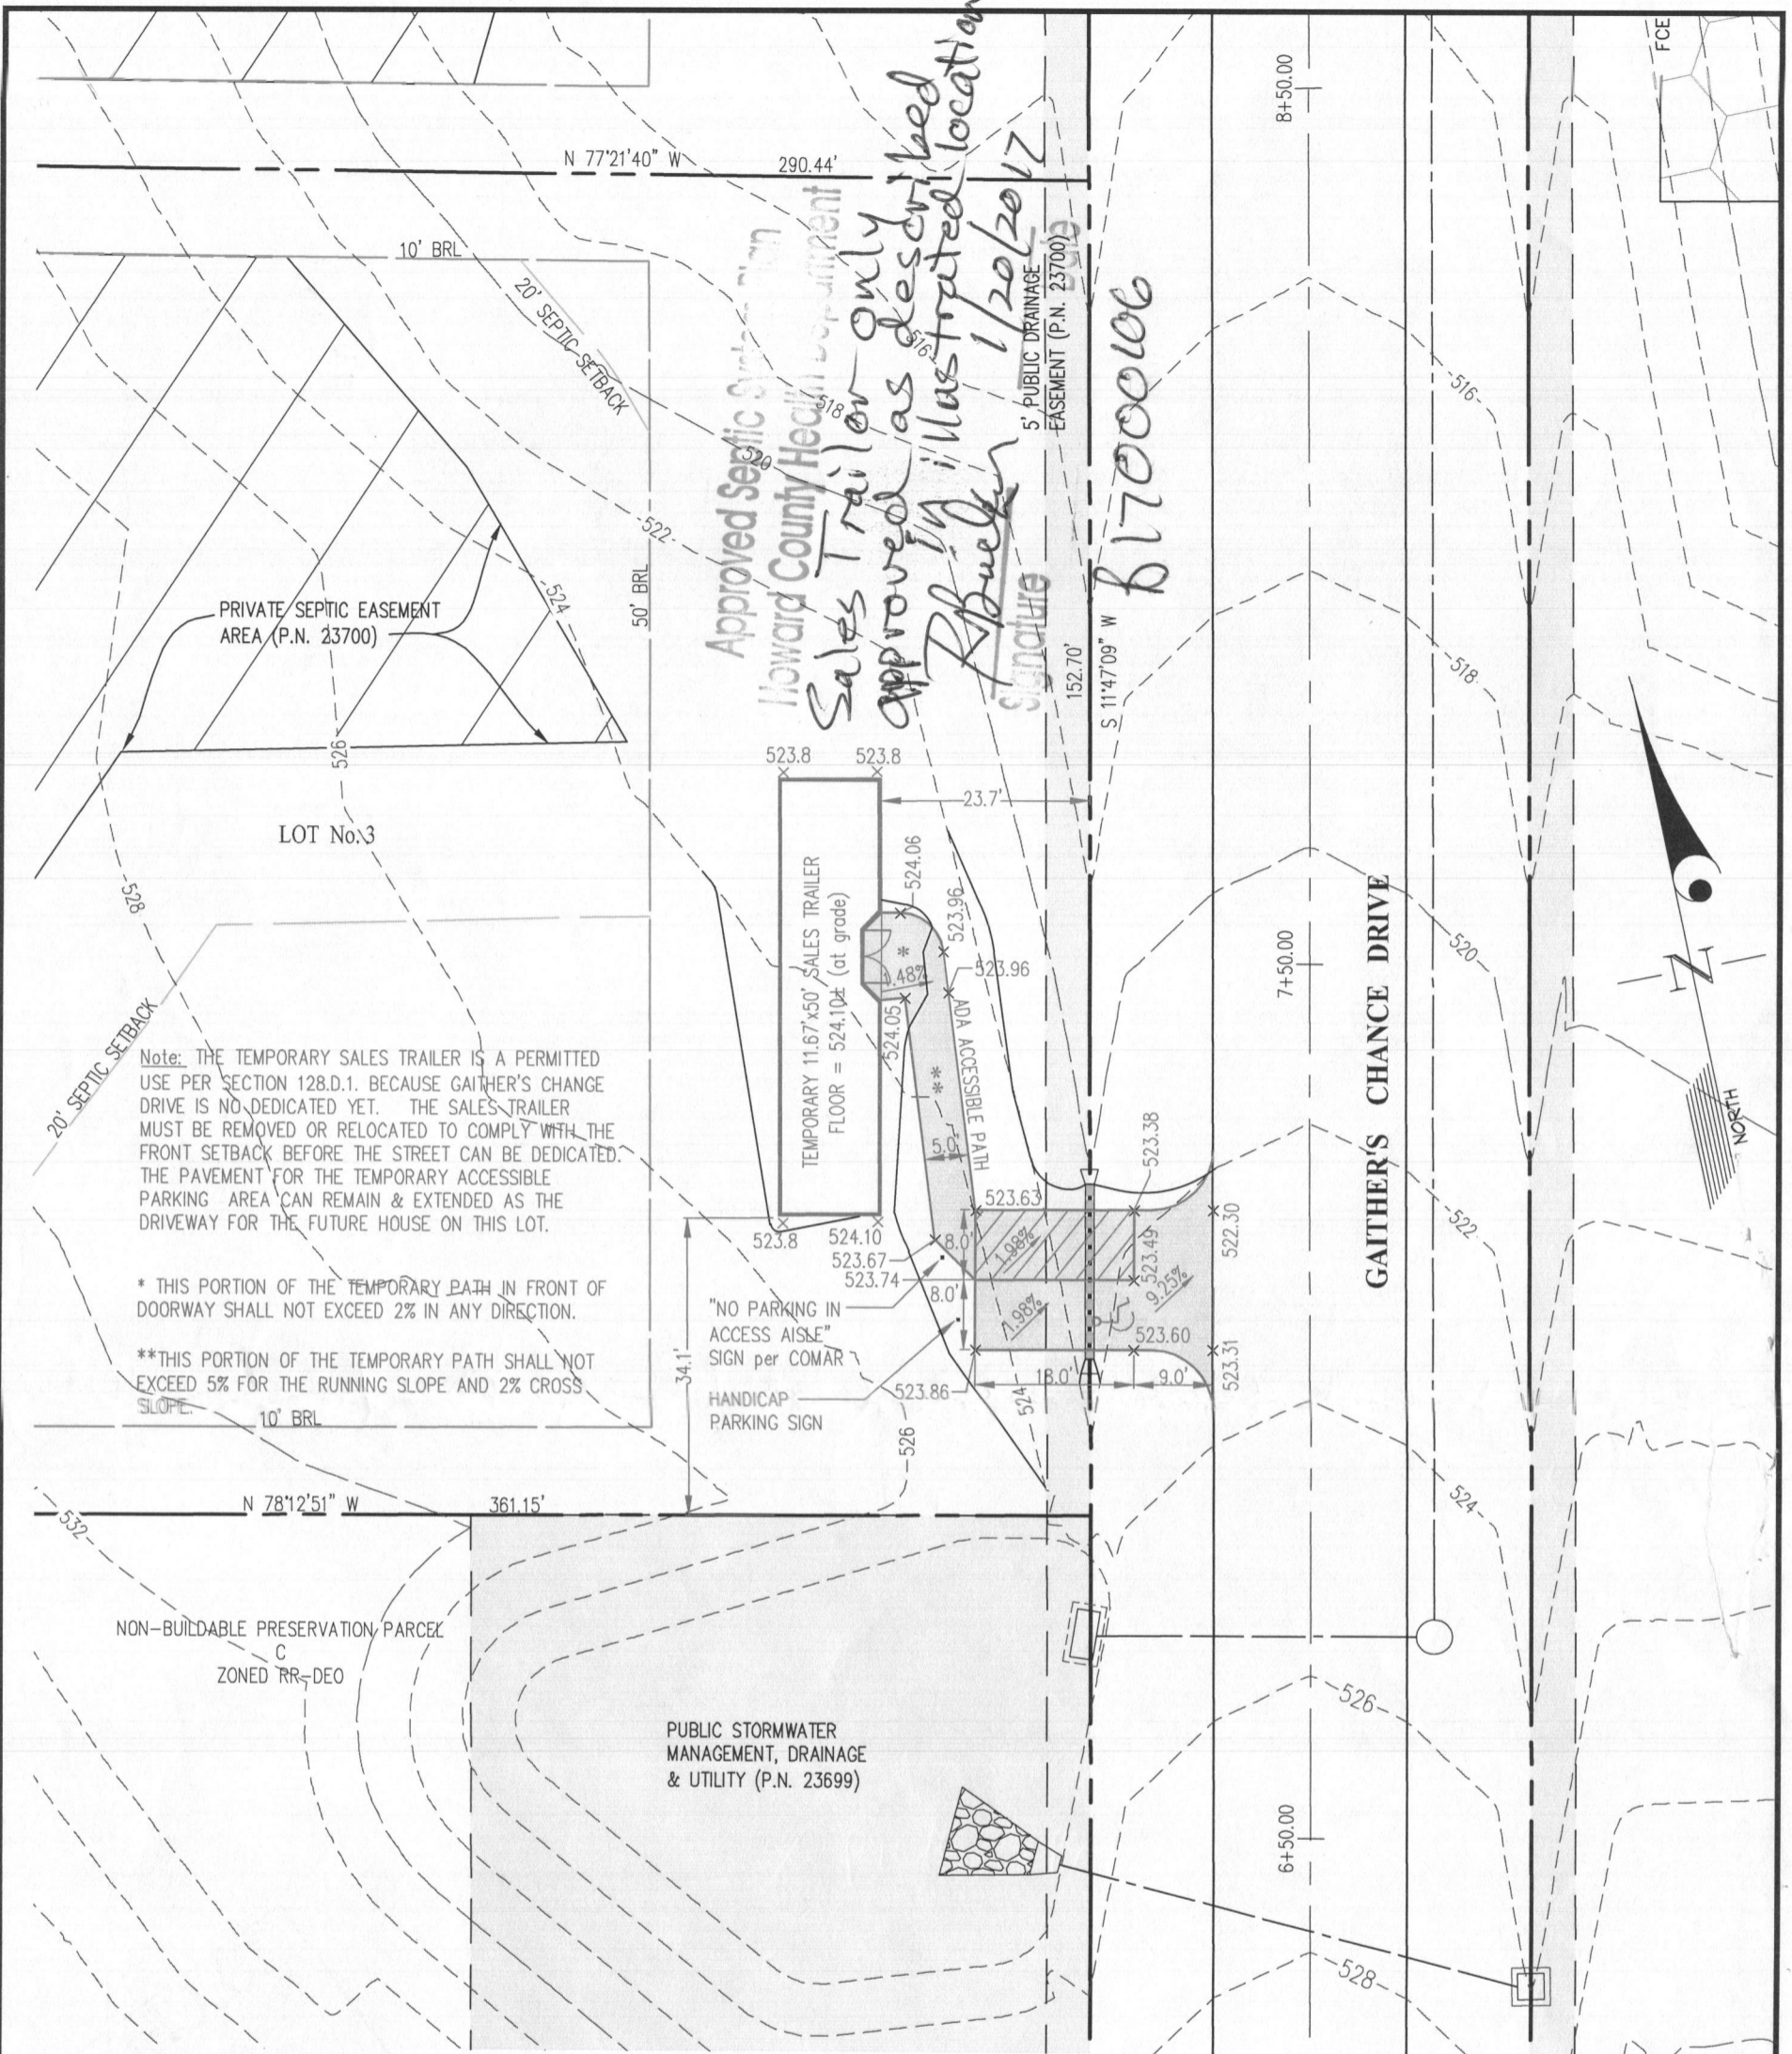 FCE
8+50.00
N 77°21'40" W 290.44'
10' BRL
20' SEPTIC SETBACK
Approved Septic System Plan
Howard County Health Department
Sales Trailor only
approved as described
in illustrated location
1/20/2017
Signature
Date
5' PUBLIC DRAINAGE
EASEMENT (P.N. 23700)
B17000106
516
518
520
522
524
526
528
50' BRL
PRIVATE SEPTIC EASEMENT
AREA (P.N. 23700)
152.70'
S 11°47'09" W
516
518
520
522
524
526
528
LOT No. 3
523.8
523.8
23.7'
TEMPORARY 11.67'x50' SALES TRAILER
FLOOR = 524.10± (at grade)
524.06
523.96
523.96
*
1.48%
524.05
**
ADA ACCESSIBLE PATH
5.0'
7+50.00
GAITHER'S CHANCE DRIVE
N
NORTH
20' SEPTIC SETBACK
Note: THE TEMPORARY SALES TRAILER IS A PERMITTED
USE PER SECTION 128.D.1. BECAUSE GAITHER'S CHANGE
DRIVE IS NO DEDICATED YET. THE SALES TRAILER
MUST BE REMOVED OR RELOCATED TO COMPLY WITH THE
FRONT SETBACK BEFORE THE STREET CAN BE DEDICATED.
THE PAVEMENT FOR THE TEMPORARY ACCESSIBLE
PARKING AREA CAN REMAIN & EXTENDED AS THE
DRIVEWAY FOR THE FUTURE HOUSE ON THIS LOT.
* THIS PORTION OF THE TEMPORARY PATH IN FRONT OF
DOORWAY SHALL NOT EXCEED 2% IN ANY DIRECTION.
**THIS PORTION OF THE TEMPORARY PATH SHALL NOT
EXCEED 5% FOR THE RUNNING SLOPE AND 2% CROSS
SLOPE.
10' BRL
523.8
524.10
523.67
523.74
523.63
523.38
522.30
8.0'
1.98%
523.49
9.25%
8.0'
1.98%
523.60
523.31
523.86
18.0'
9.0'
"NO PARKING IN
ACCESS AISLE"
SIGN per COMAR
HANDICAP
PARKING SIGN
34.1'
524
526
N 78°12'51" W 361.15'
532
NON-BUILDABLE PRESERVATION PARCEL
C
ZONED RR-DEO
PUBLIC STORMWATER
MANAGEMENT, DRAINAGE
& UTILITY (P.N. 23699)
6+50.00